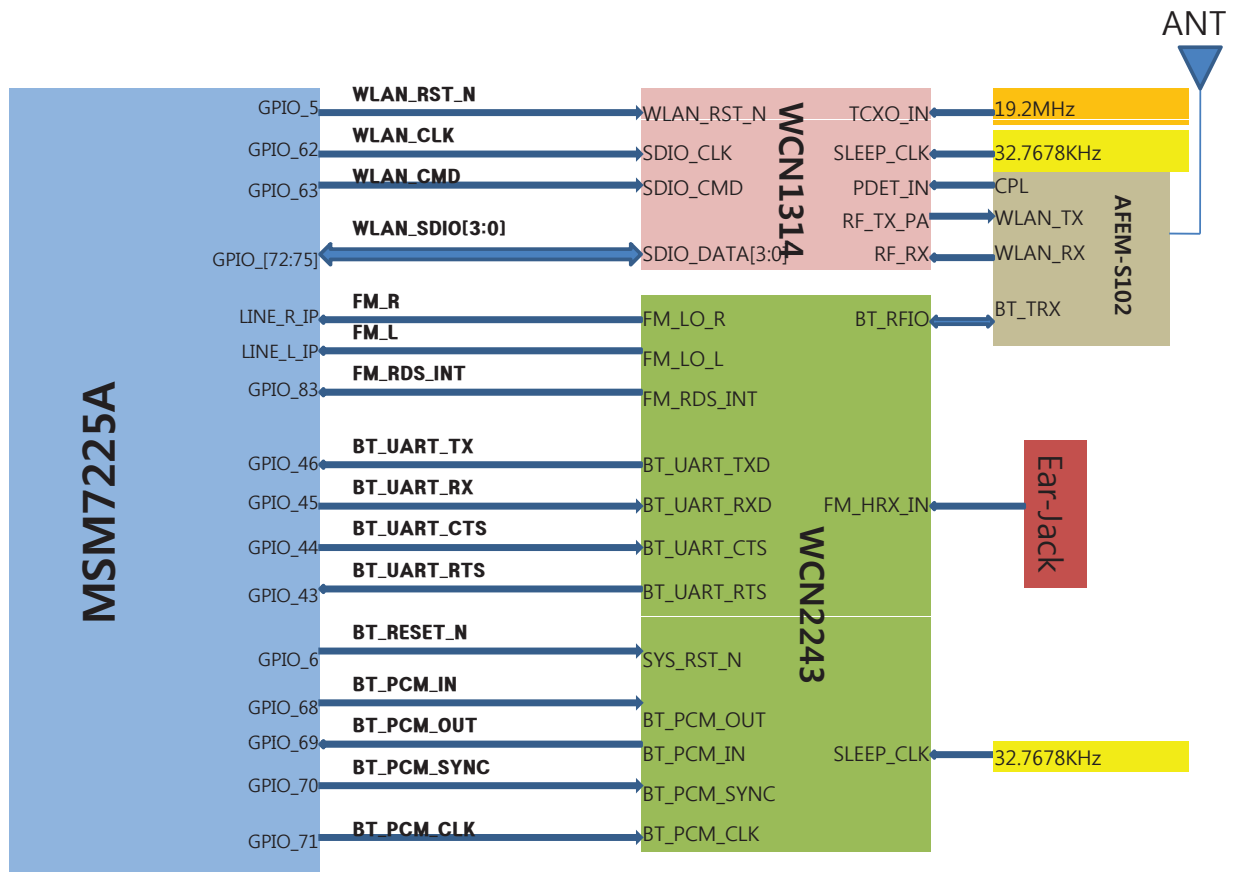 ANT
MSM7225A
GPIO_5
GPIO_62
GPIO_63
GPIO_[72:75]
LINE_R_IP
LINE_L_IP
GPIO_83
GPIO_46
GPIO_45
GPIO_44
GPIO_43
GPIO_6
GPIO_68
GPIO_69
GPIO_70
GPIO_71
WLAN_RST_N
WLAN_CLK
WLAN_CMD
WLAN_SDIO[3:0]
FM_R
FM_L
FM_RDS_INT
BT_UART_TX
BT_UART_RX
BT_UART_CTS
BT_UART_RTS
BT_RESET_N
BT_PCM_IN
BT_PCM_OUT
BT_PCM_SYNC
BT_PCM_CLK
WLAN_RST_N
SDIO_CLK
SDIO_CMD
SDIO_DATA[3:0]
WCN1314
TCXO_IN
SLEEP_CLK
PDET_IN
RF_TX_PA
RF_RX
FM_LO_R
FM_LO_L
FM_RDS_INT
BT_UART_TXD
BT_UART_RXD
BT_UART_CTS
BT_UART_RTS
SYS_RST_N
BT_PCM_OUT
BT_PCM_IN
BT_PCM_SYNC
BT_PCM_CLK
WCN2243
BT_RFIO
FM_HRX_IN
SLEEP_CLK
19.2MHz
32.7678KHz
CPL
WLAN_TX
WLAN_RX
BT_TRX
AFEM-S102
Ear-Jack
32.7678KHz